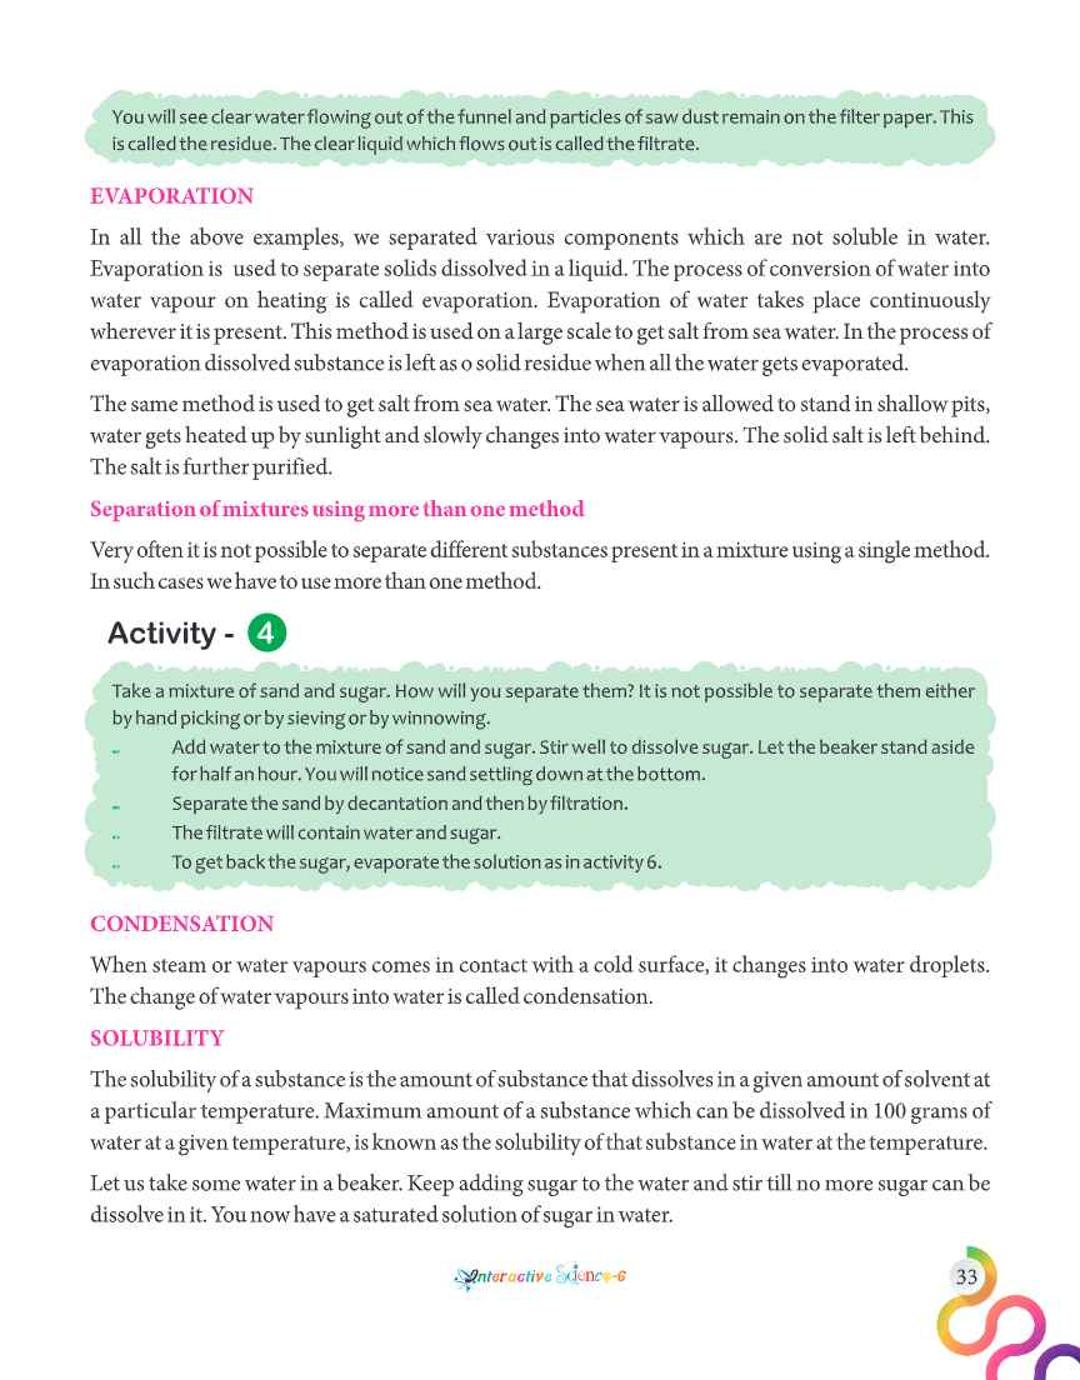 You will see clear water flowing out of the funnel and particles of saw dust remain on the filter paper. This
is called the residue. The clear liquid which flows out is called the filtrate.
EVAPORATION
In all the above examples, we separated various components which are not soluble in water.
Evaporation is used to separate solids dissolved in a liquid. The process of conversion of water into
water vapour on heating is called evaporation. Evaporation of water takes place continuously
wherever it is present. This method is used on a large scale to get salt from sea water. In the process of
evaporation dissolved substance is left as o solid residue when all the water gets evaporated.
The same method is used to get salt from sea water. The sea water is allowed to stand in shallow pits,
water gets heated up by sunlight and slowly changes into water vapours. The solid salt is left behind.
The salt is further purified.
Separation of mixtures using more than one method
Very often it is not possible to separate different substances present in a mixture using a single method.
In such cases we have to use more than one method.
Activity - 4
Take a mixture of sand and sugar. How will you separate them? It is not possible to separate them either
by hand picking or by sieving or by winnowing.
Add water to the mixture of sand and sugar. Stir well to dissolve sugar. Let the beaker stand aside
for half an hour. You will notice sand settling down at the bottom.
Separate the sand by decantation and then by filtration.
The filtrate will contain water and sugar.
To get back the sugar, evaporate the solution as in activity 6.
CONDENSATION
When steam or water vapours comes in contact with a cold surface, it changes into water droplets.
The change of water vapours into water is called condensation.
SOLUBILITY
The solubility of a substance is the amount of substance that dissolves in a given amount of solvent at
a particular temperature. Maximum amount of a substance which can be dissolved in 100 grams of
water at a given temperature, is known as the solubility of that substance in water at the temperature.
Let us take some water in a beaker. Keep adding sugar to the water and stir till no more sugar can be
dissolve in it. You now have a saturated solution of sugar in water.
Interactive Science-6
33